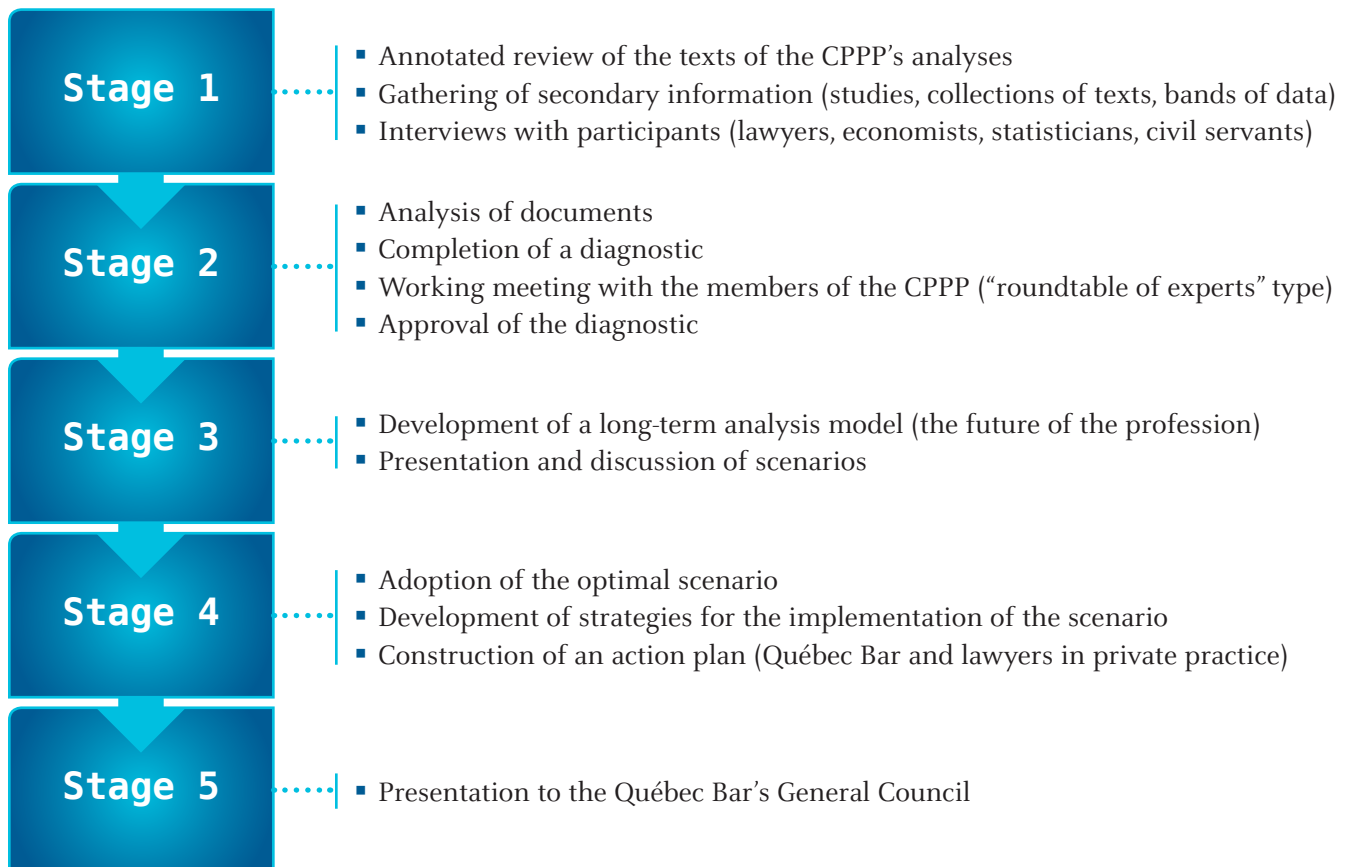 Stage 1
▪ Annotated review of the texts of the CPPP’s analyses
▪ Gathering of secondary information (studies, collections of texts, bands of data)
▪ Interviews with participants (lawyers, economists, statisticians, civil servants)
Stage 2
▪ Analysis of documents
▪ Completion of a diagnostic
▪ Working meeting with the members of the CPPP (“roundtable of experts” type)
▪ Approval of the diagnostic
Stage 3
▪ Development of a long-term analysis model (the future of the profession)
▪ Presentation and discussion of scenarios
Stage 4
▪ Adoption of the optimal scenario
▪ Development of strategies for the implementation of the scenario
▪ Construction of an action plan (Québec Bar and lawyers in private practice)
Stage 5
▪ Presentation to the Québec Bar’s General Council